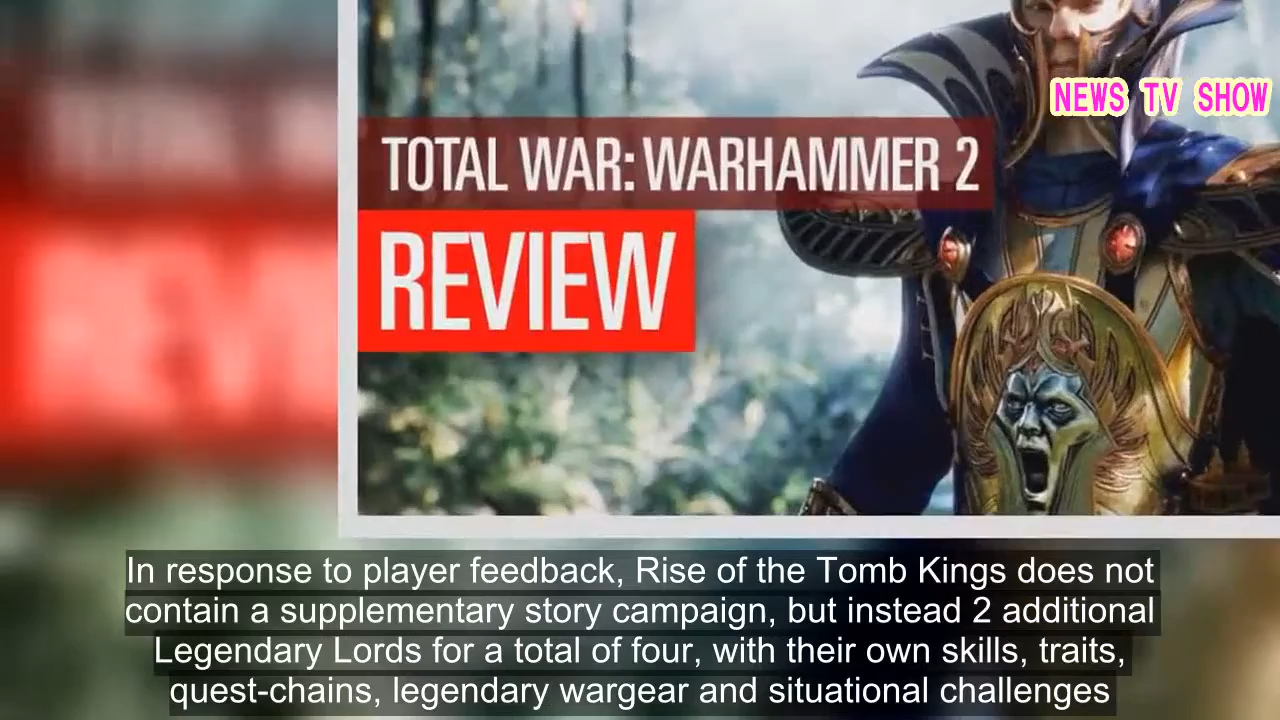 NEWS TV SHOW
TOTAL WAR: WARHAMMER 2
REVIEW
In response to player feedback, Rise of the Tomb Kings does not
contain a supplementary story campaign, but instead 2 additional
Legendary Lords for a total of four, with their own skills, traits,
quest-chains, legendary wargear and situational challenges